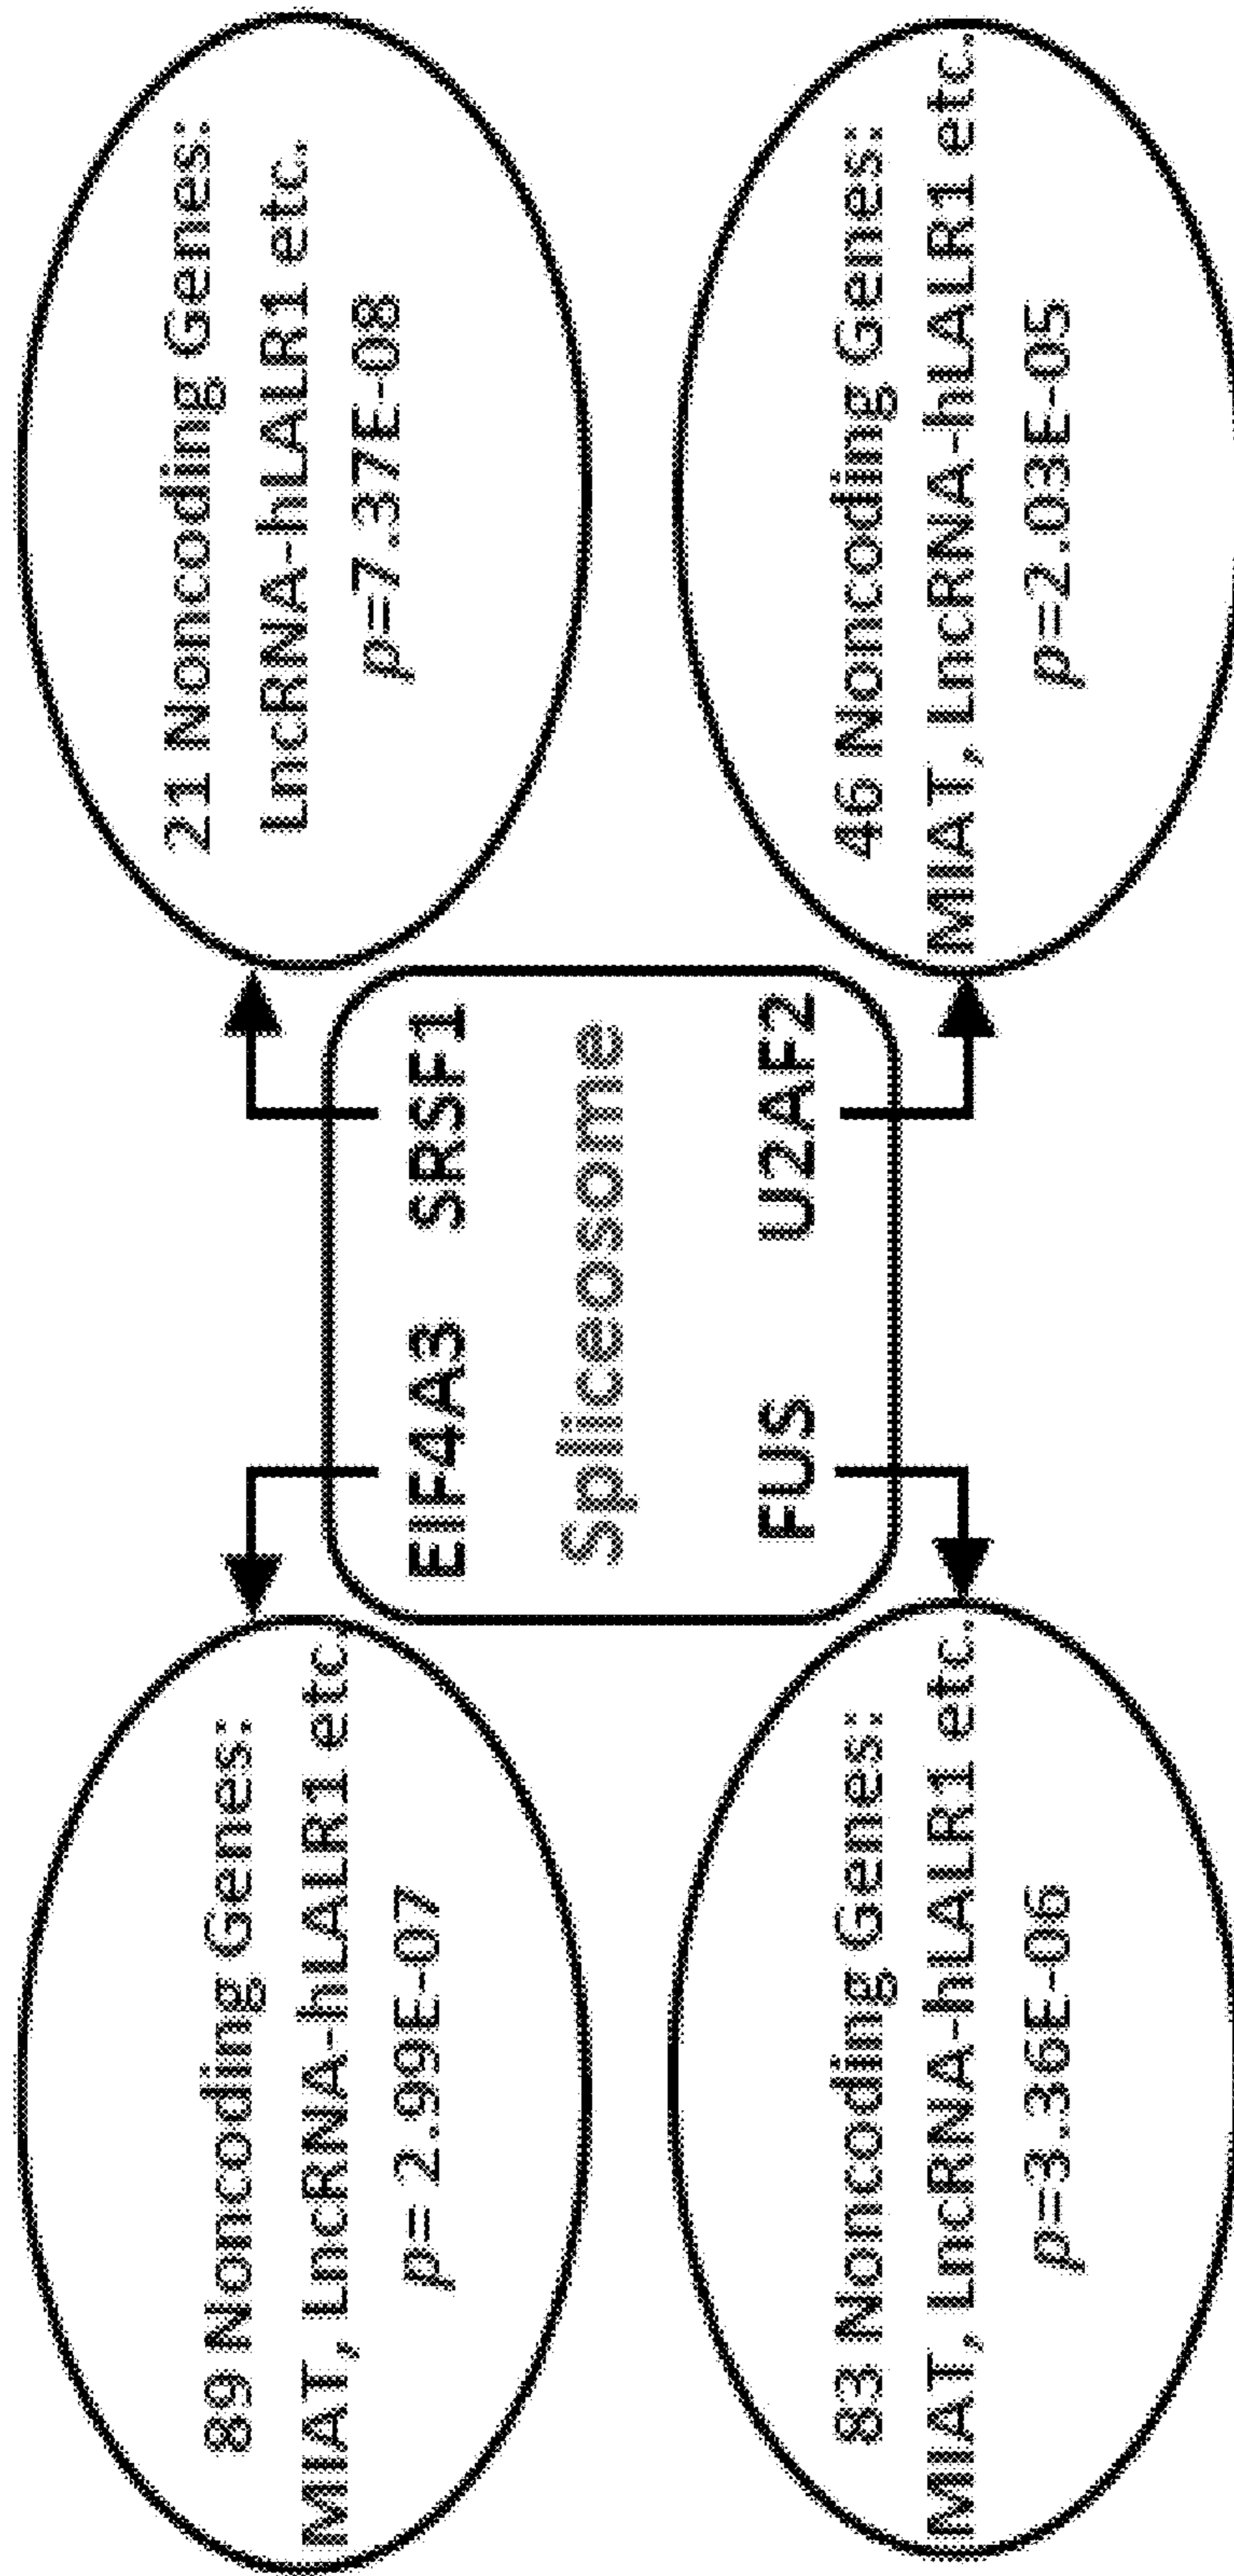 89 Noncoding Genes:
MIAT, LncRNA-hLALR1 etc.
p= 2.99E-07
21 Noncoding Genes:
LncRNA-hLALR1 etc.
p=7.37E-08
EIF4A3 SRSF1
Spliceosome
FUS U2AF2
83 Noncoding Genes:
MIAT, LncRNA-hLALR1 etc.
p=3.36E-06
46 Noncoding Genes:
MIAT, LncRNA-hLALR1 etc.
p=2.03E-05